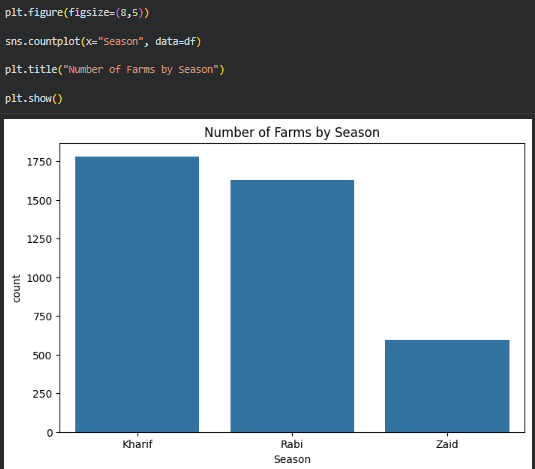 plt.figure(figsize=(8,5))
sns.countplot(x="Season", data=df)
plt.title("Number of Farms by Season")
plt.show()
Number of Farms by Season
1750
1500
1250
1000
750
500
250
0
count
Kharif Rabi Zaid
Season